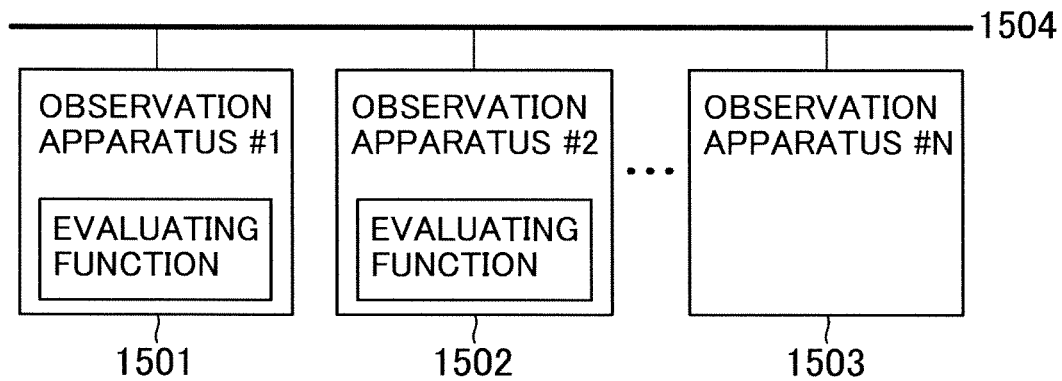 1504
OBSERVATION
APPARATUS #1
EVALUATING
FUNCTION
OBSERVATION
APPARATUS #2
EVALUATING
FUNCTION
•••
OBSERVATION
APPARATUS #N
1501
1502
1503